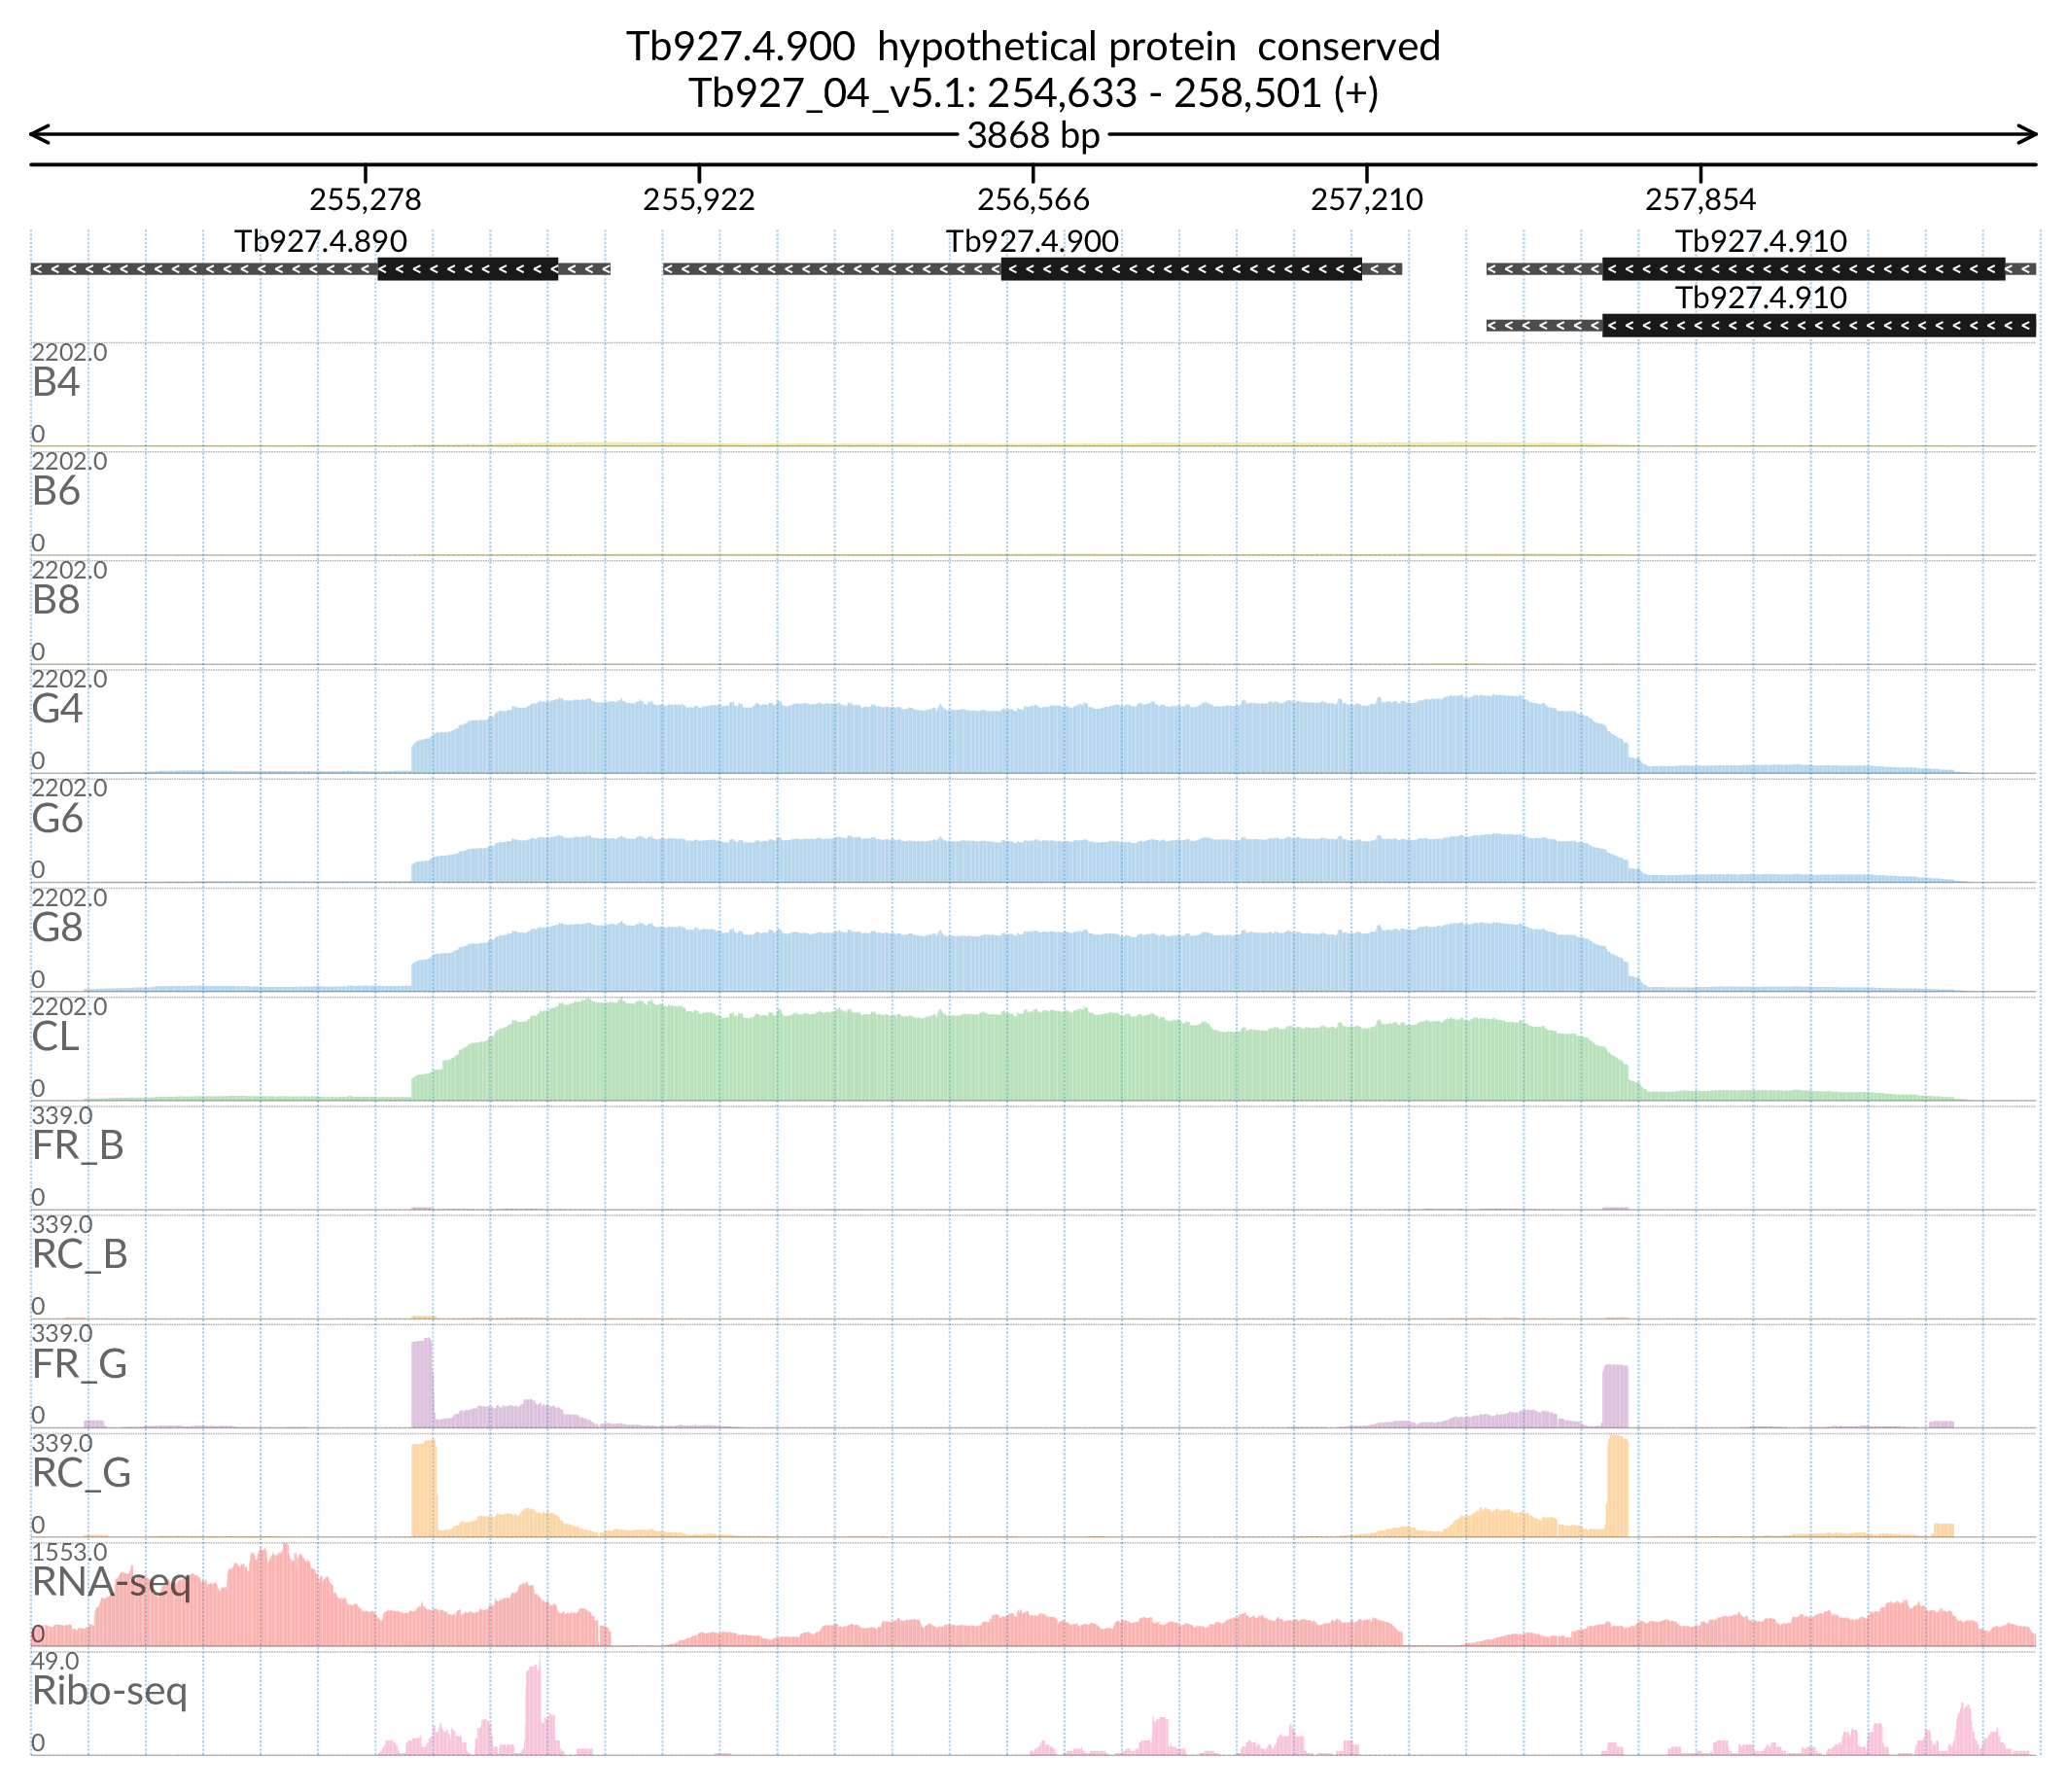 Tb927.4.900 hypothetical protein conserved
Tb927_04_v5.1: 254,633 - 258,501 (+)
3868 bp
255,278 255,922 256,566 257,210 257,854
Tb927.4.890 Tb927.4.900 Tb927.4.910
Tb927.4.910
2202.0
B4
0
2202.0
B6
0
2202.0
B8
0
2202.0
G4
0
2202.0
G6
0
2202.0
G8
0
2202.0
CL
0
339.0
FR_B
0
339.0
RC_B
0
339.0
FR_G
0
339.0
RC_G
0
1553.0
RNA-seq
0
49.0
Ribo-seq
0